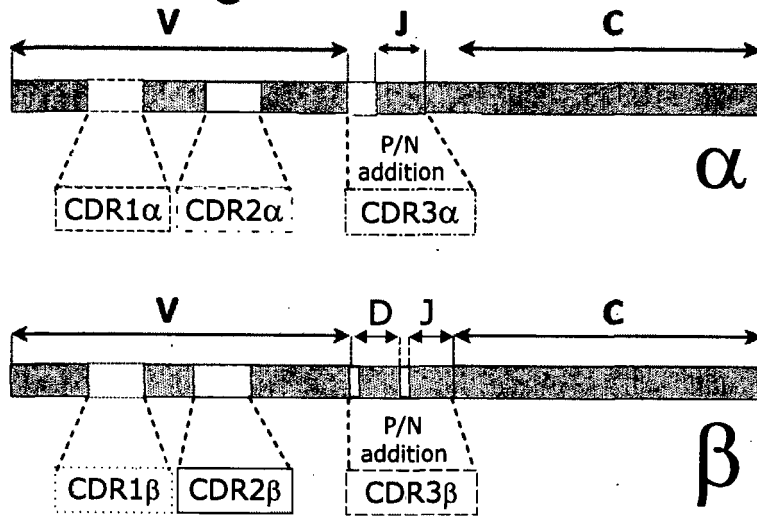 V J C
P/N
addition
α
CDR1α CDR2α CDR3α
V D J C
P/N
addition
β
CDR1β CDR2β CDR3β